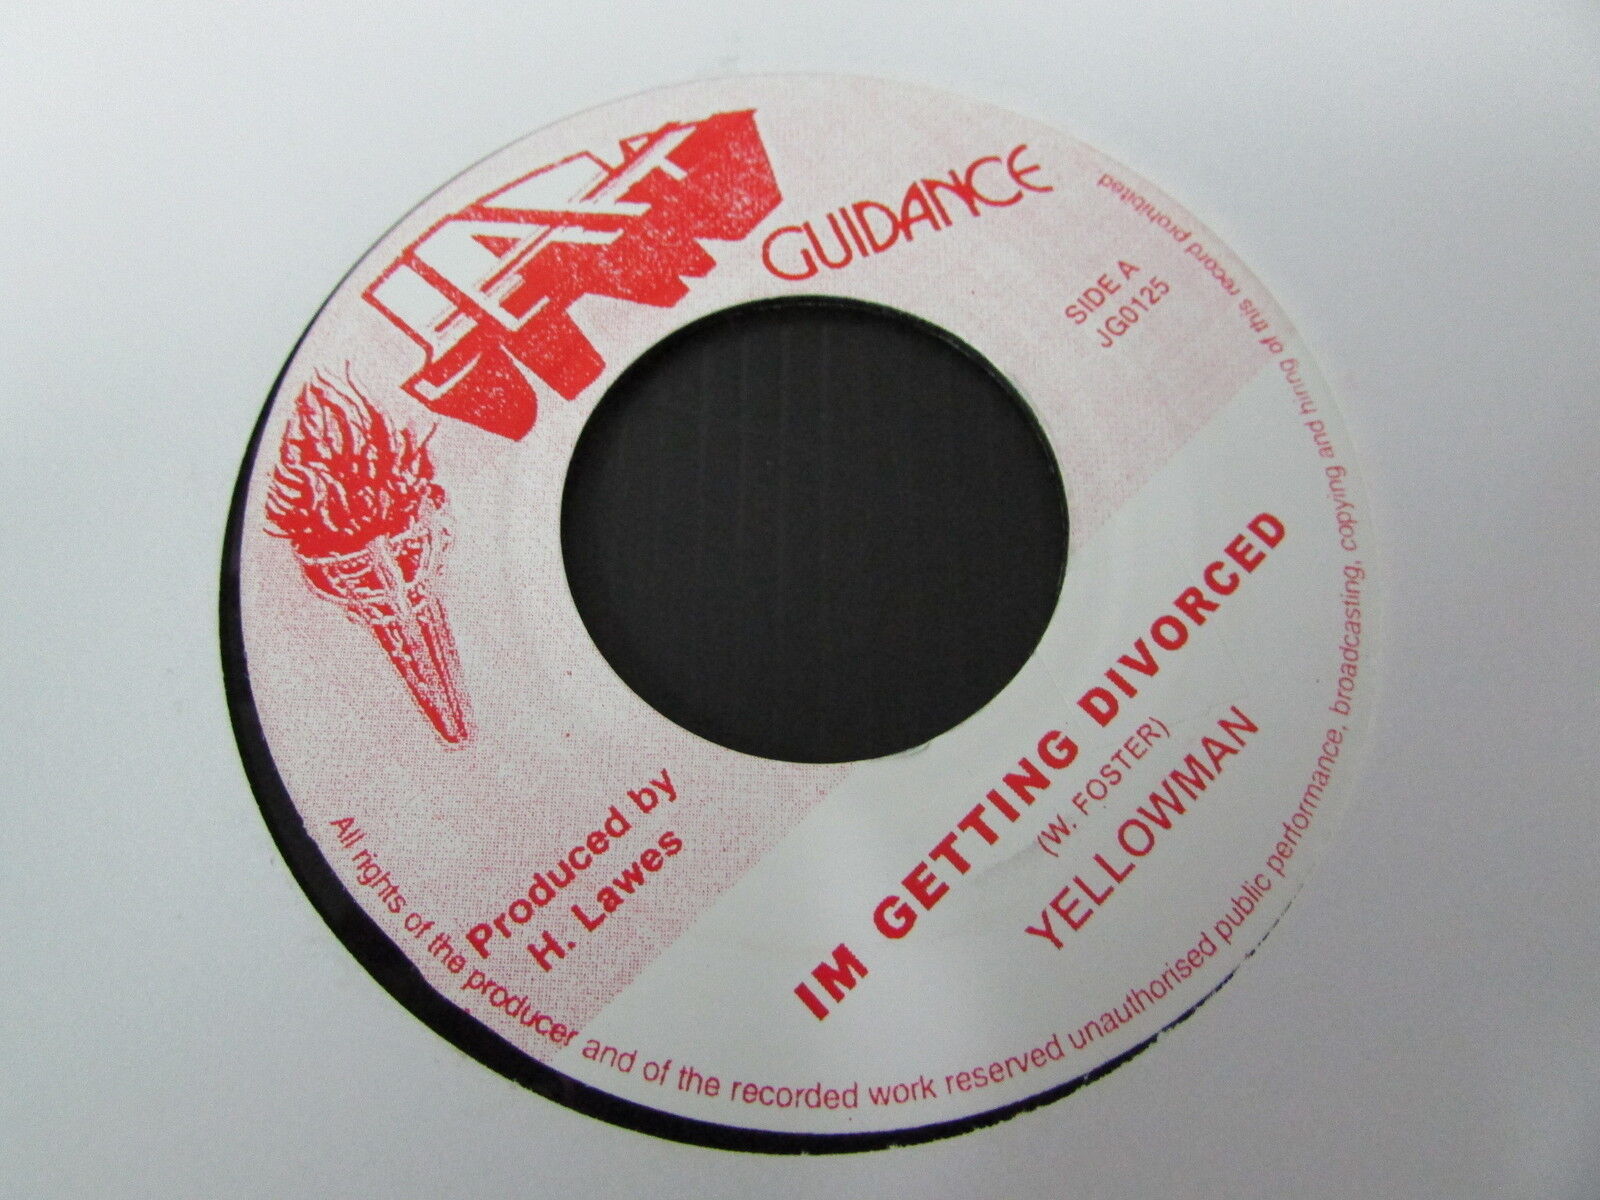 JAH
GUIDANCE
SIDE A
JG0125
Produced by
H. Lawes
IM GETTING DIVORCED
(W. FOSTER)
YELLOWMAN
All rights of the producer and of the recorded work reserved unauthorised public performance, broadcasting, copying and hiring of this record prohibited